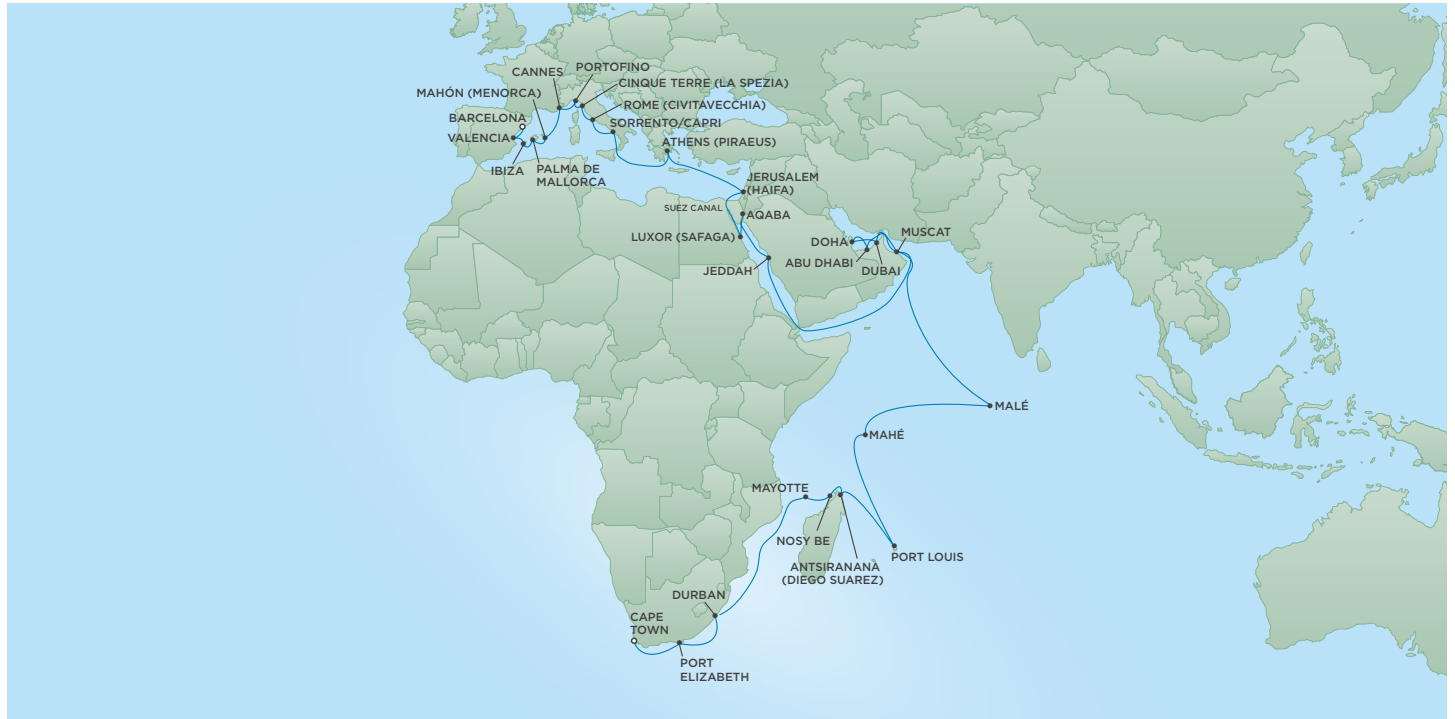 PORTOFINO
CANNES
CINQUE TERRE (LA SPEZIA)
MAHÓN (MENORCA)
ROME (CIVITAVECCHIA)
BARCELONA
SORRENTO/CAPRI
VALENCIA
ATHENS (PIRAEUS)
IBIZA
PALMA DE
MALLORCA
JERUSALEM
(HAIFA)
SUEZ CANAL
AQABA
LUXOR (SAFAGA)
DOHA
MUSCAT
ABU DHABI
DUBAI
JEDDAH
MALÉ
MAHÉ
MAYOTTE
NOSY BE
PORT LOUIS
ANTSIRANANA
(DIEGO SUAREZ)
DURBAN
CAPE
TOWN
PORT
ELIZABETH